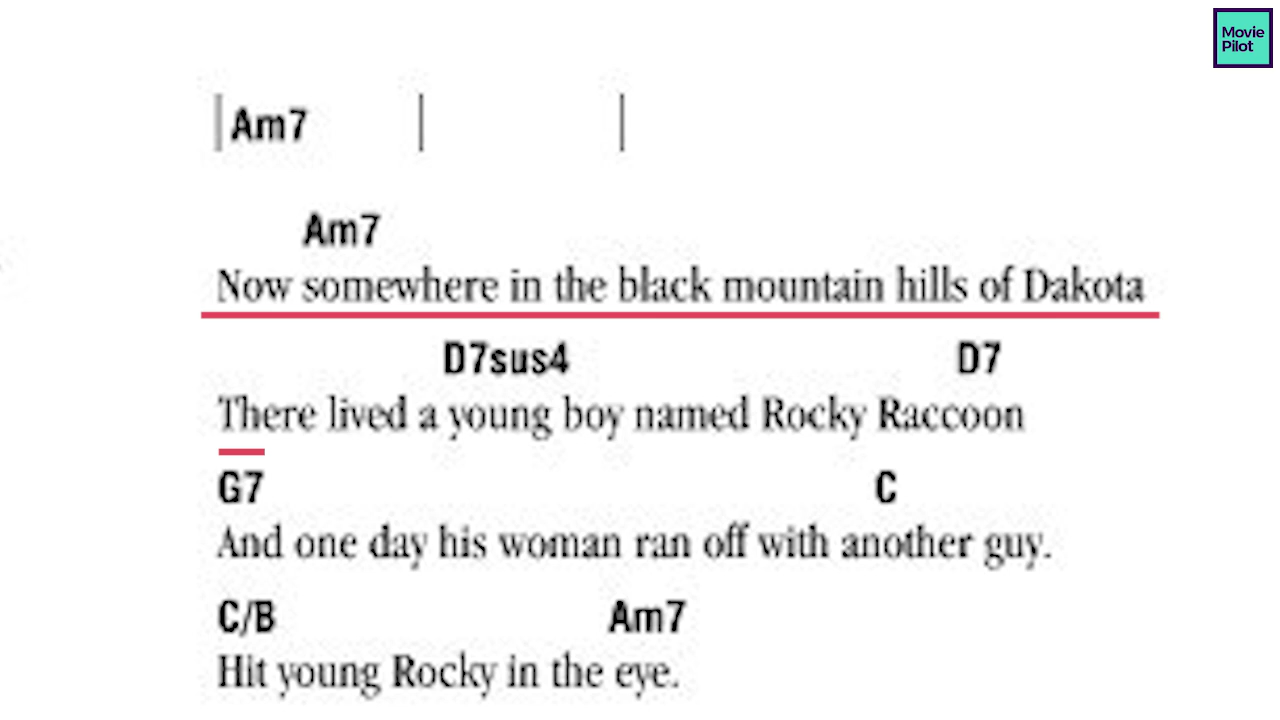 Movie
Pilot
Am7
Am7
Now somewhere in the black mountain hills of Dakota
D7sus4 D7
There lived a young boy named Rocky Raccoon
G7 C
And one day his woman ran off with another guy.
C/B Am7
Hit young Rocky in the eye.